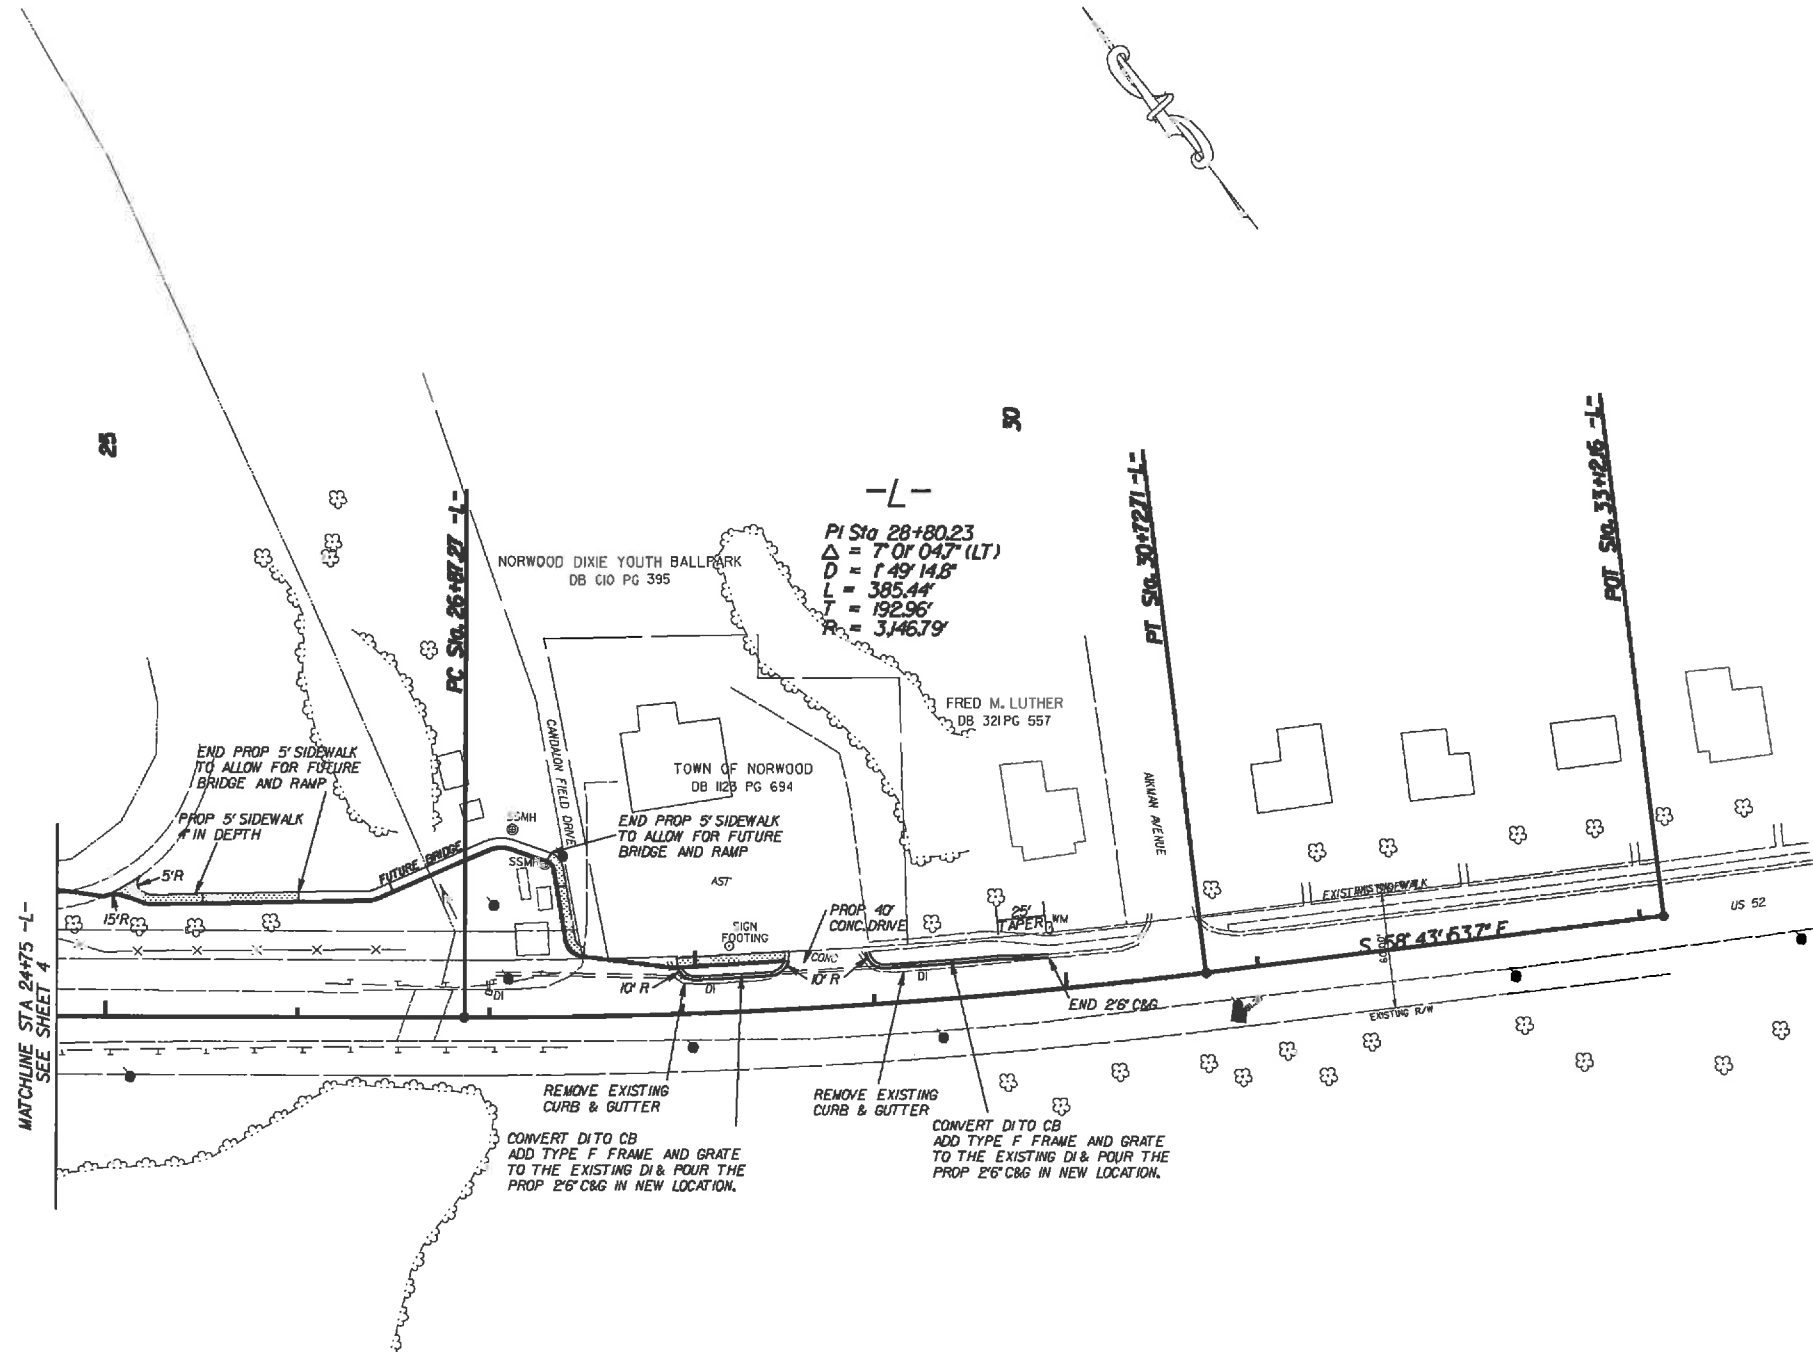 25
30
-L-
PI Sta 28+80.23
Δ = 7° 01' 04.7" (LT)
D = 1° 49' 14.8"
L = 385.44'
T = 192.96'
R = 3,146.79'
PC Sta. 26+87.27 -L-
PT Sta. 30+72.71 -L-
POT Sta. 33+12.16 -L-
NORWOOD DIXIE YOUTH BALLPARK
DB 010 PG 395
FRED M. LUTHER
DB 321 PG 557
TOWN OF NORWOOD
DB 1123 PG 694
CANDALON FIELD DRIVE
ARMAN AVENUE
END PROP 5' SIDEWALK
TO ALLOW FOR FUTURE
BRIDGE AND RAMP
PROP 5' SIDEWALK
4" IN DEPTH
SSMH
END PROP 5' SIDEWALK
TO ALLOW FOR FUTURE
BRIDGE AND RAMP
FUTURE BRIDGE
SSMH
5'R
15'R
AST
SIGN
FOOTING
PROP 40'
CONC.DRIVE
CONC
25'
TAPER
WM
EXISTING SIDEWALK
US 52
S 58° 43' 53.7" E
60.00'
EXISTING R/W
10' R
DI
10' R
DI
DI
END 2'6" C&G
MATCHLINE STA 24+75 -L-
SEE SHEET 4
REMOVE EXISTING
CURB & GUTTER
REMOVE EXISTING
CURB & GUTTER
CONVERT DI TO CB
ADD TYPE F FRAME AND GRATE
TO THE EXISTING DI & POUR THE
PROP 2'6" C&G IN NEW LOCATION.
CONVERT DI TO CB
ADD TYPE F FRAME AND GRATE
TO THE EXISTING DI & POUR THE
PROP 2'6" C&G IN NEW LOCATION.